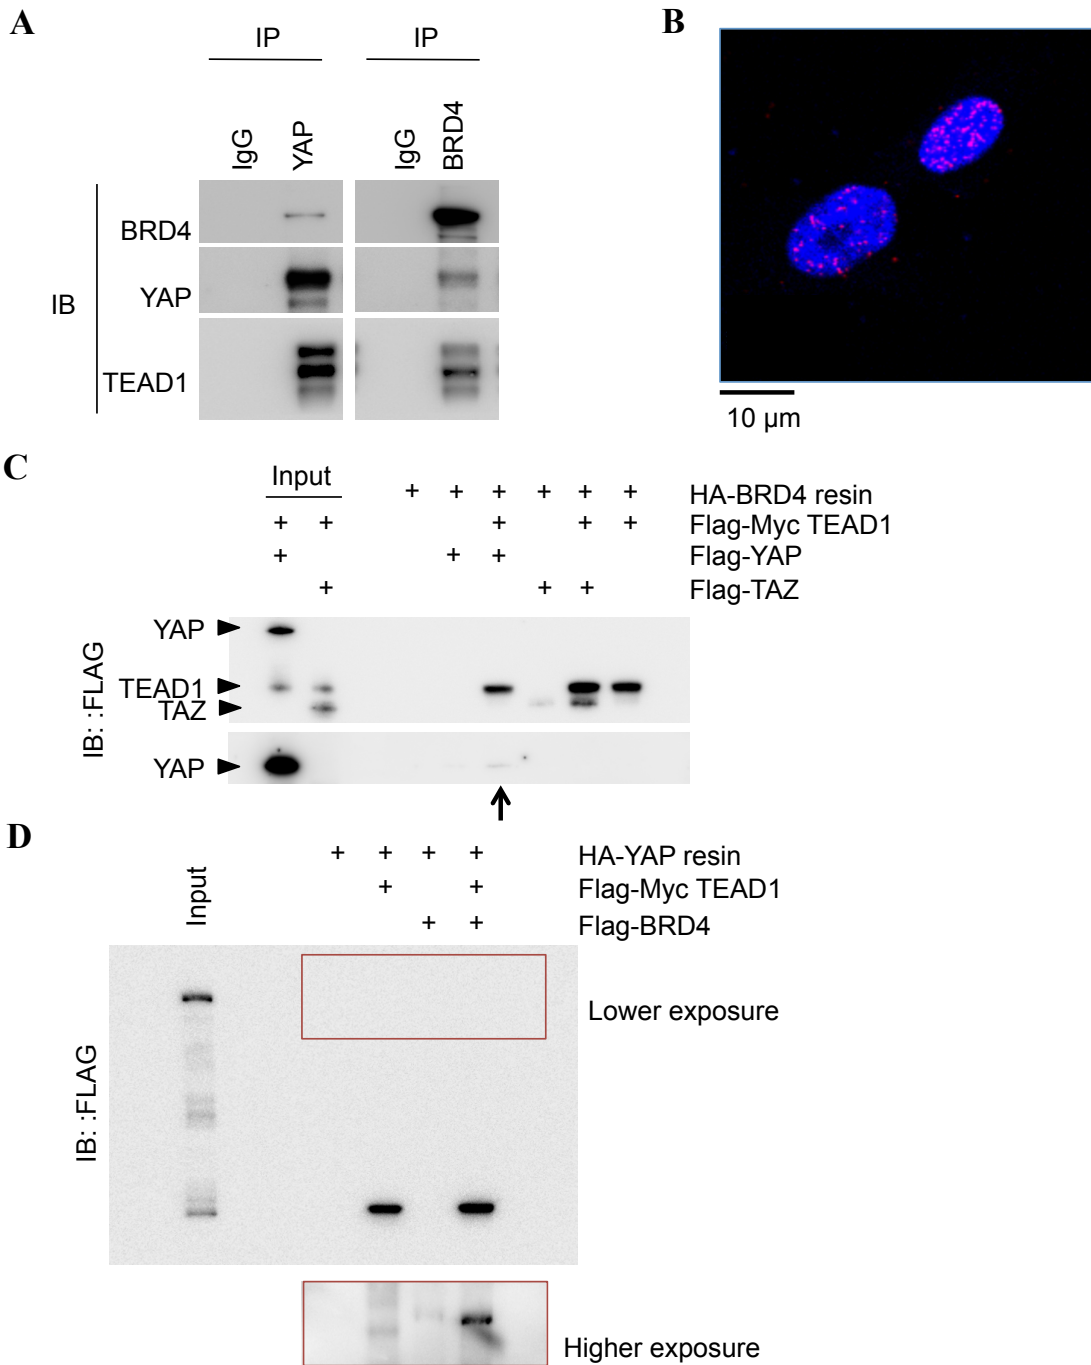 A
IP
IP
IgG
YAP
IgG
BRD4
IB
BRD4
YAP
TEAD1
B
10 µm
C
Input
+ + + + + + HA-BRD4 resin
+ + + + + Flag-Myc TEAD1
+ + + Flag-YAP
+ + + Flag-TAZ
IB: :FLAG
YAP
TEAD1
TAZ
YAP
D
Input
+ + + + HA-YAP resin
+ + Flag-Myc TEAD1
+ + Flag-BRD4
IB: :FLAG
Lower exposure
Higher exposure